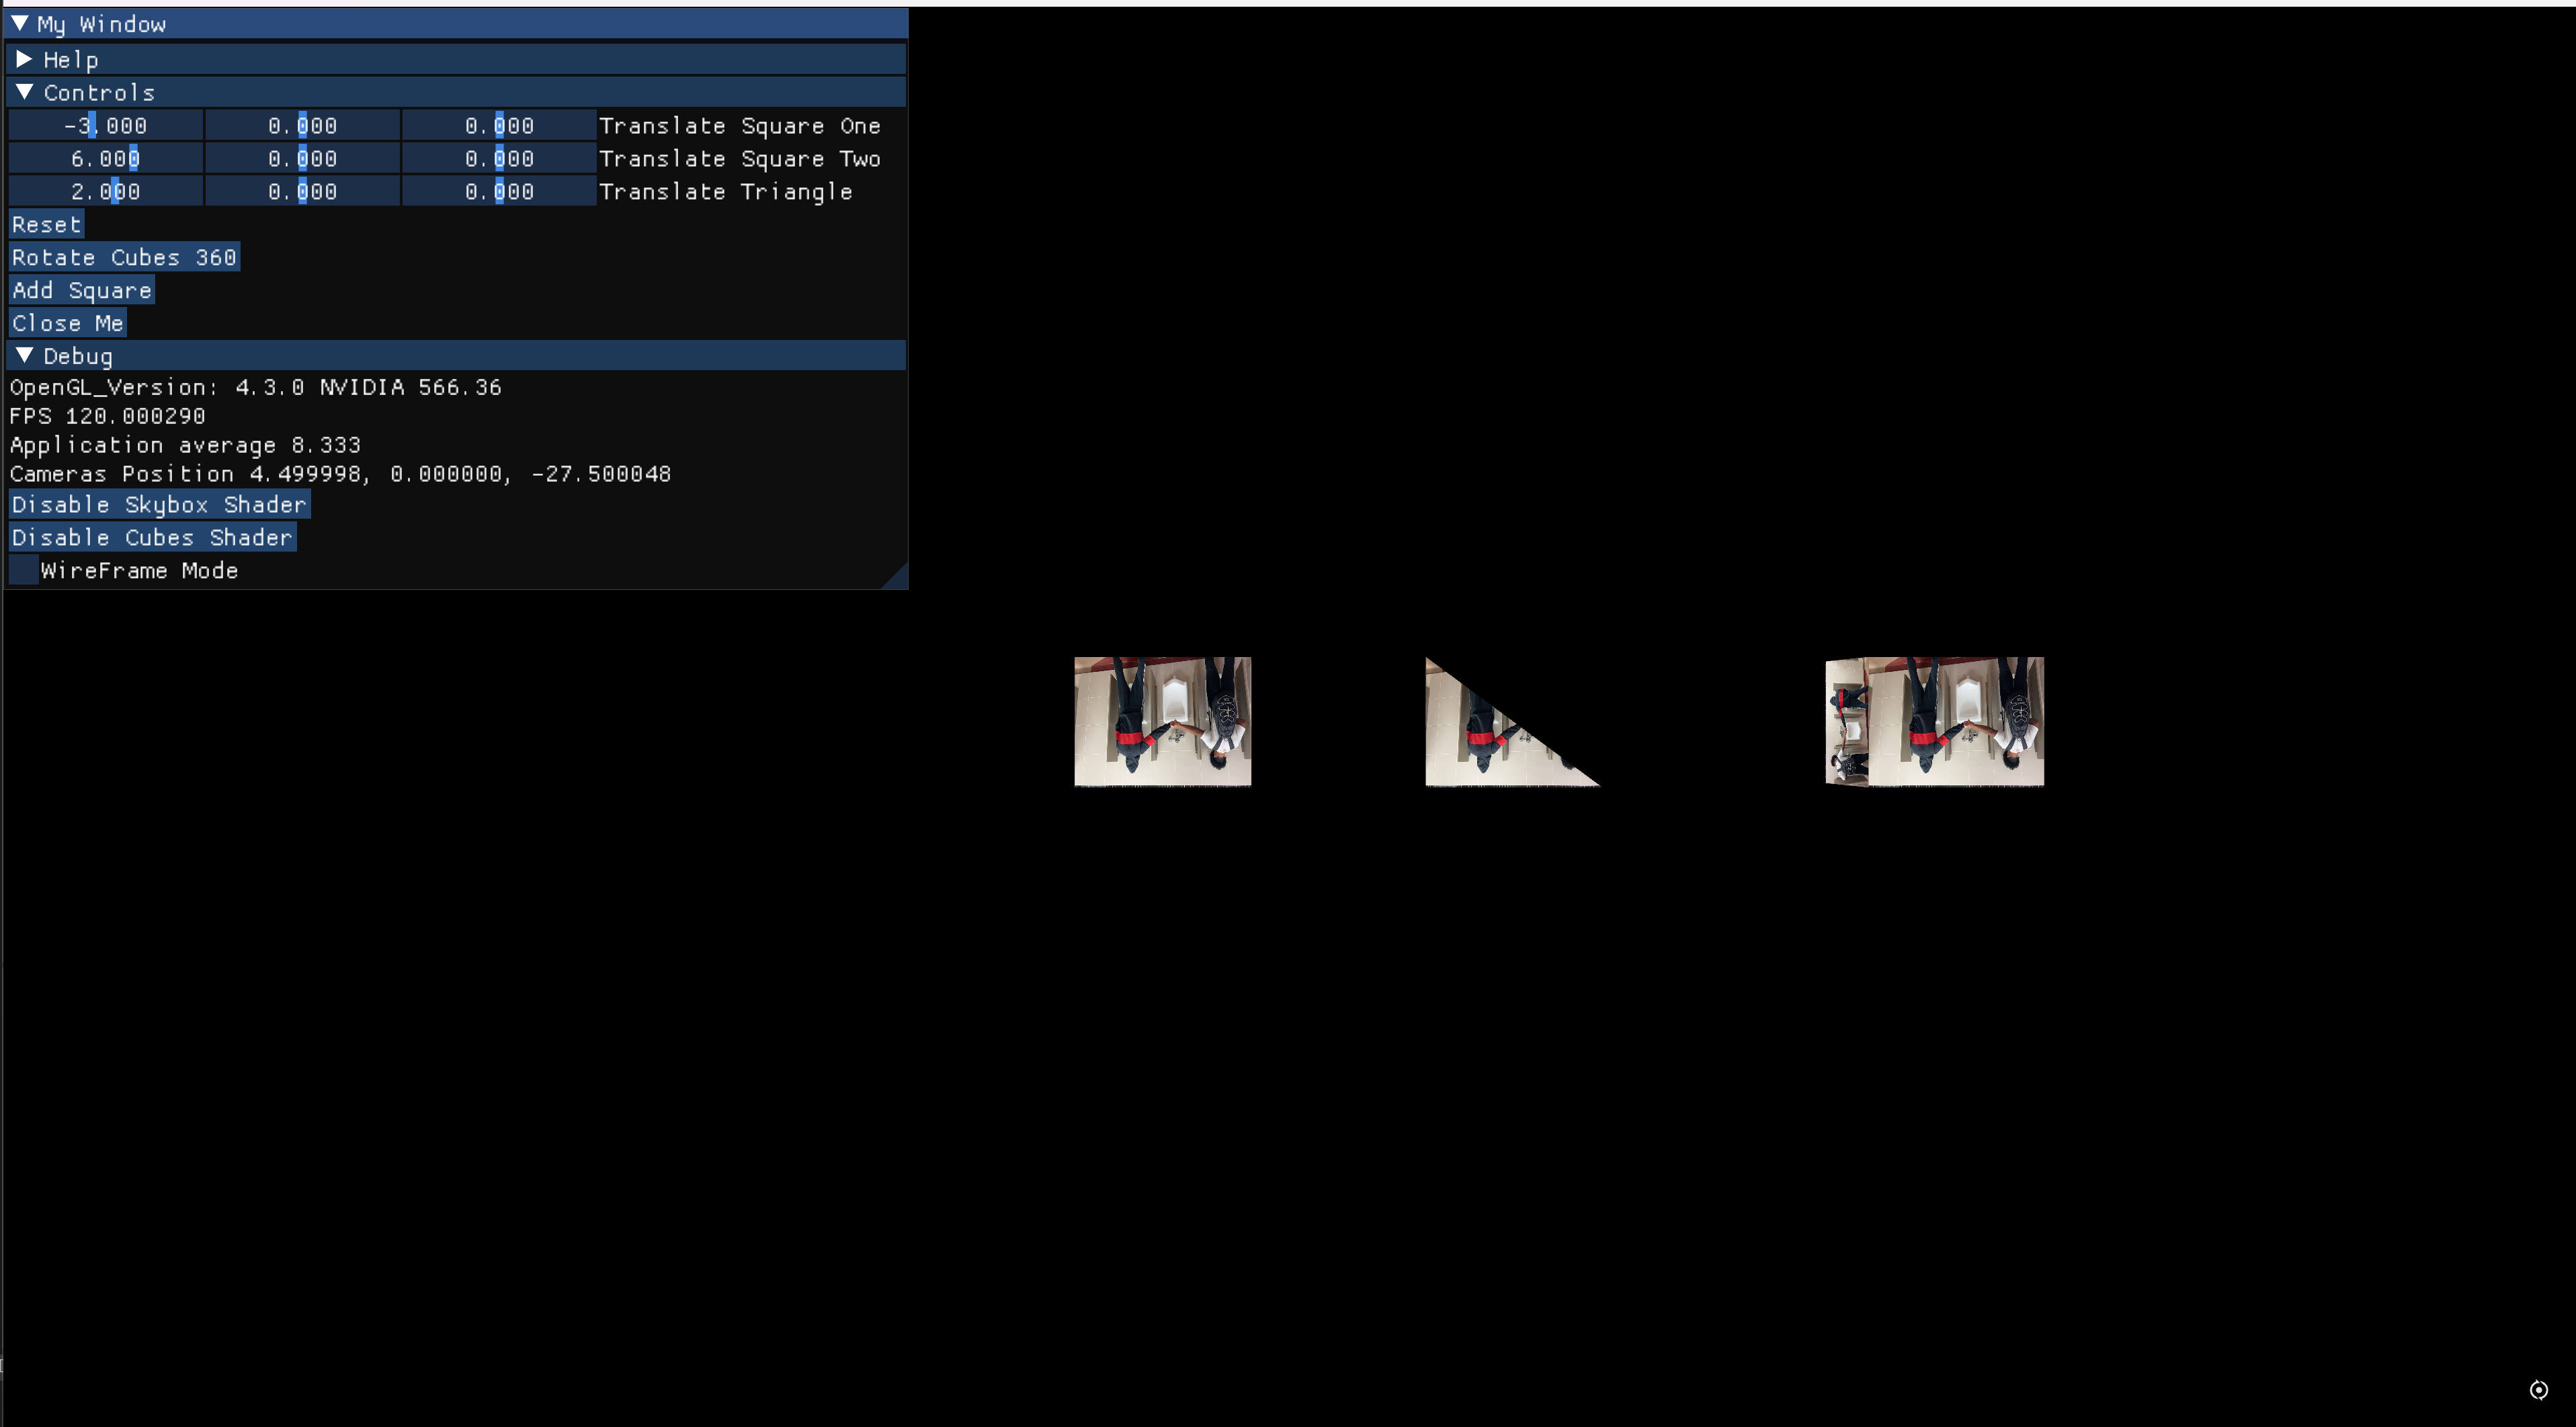 My Window
Help
Controls
-3.000 0.000 0.000 Translate Square One
6.000 0.000 0.000 Translate Square Two
2.000 0.000 0.000 Translate Triangle
Reset
Rotate Cubes 360
Add Square
Close Me
Debug
OpenGL_Version: 4.3.0 NVIDIA 566.36
FPS 120.000290
Application average 8.333
Cameras Position 4.499998, 0.000000, -27.500048
Disable Skybox Shader
Disable Cubes Shader
WireFrame Mode